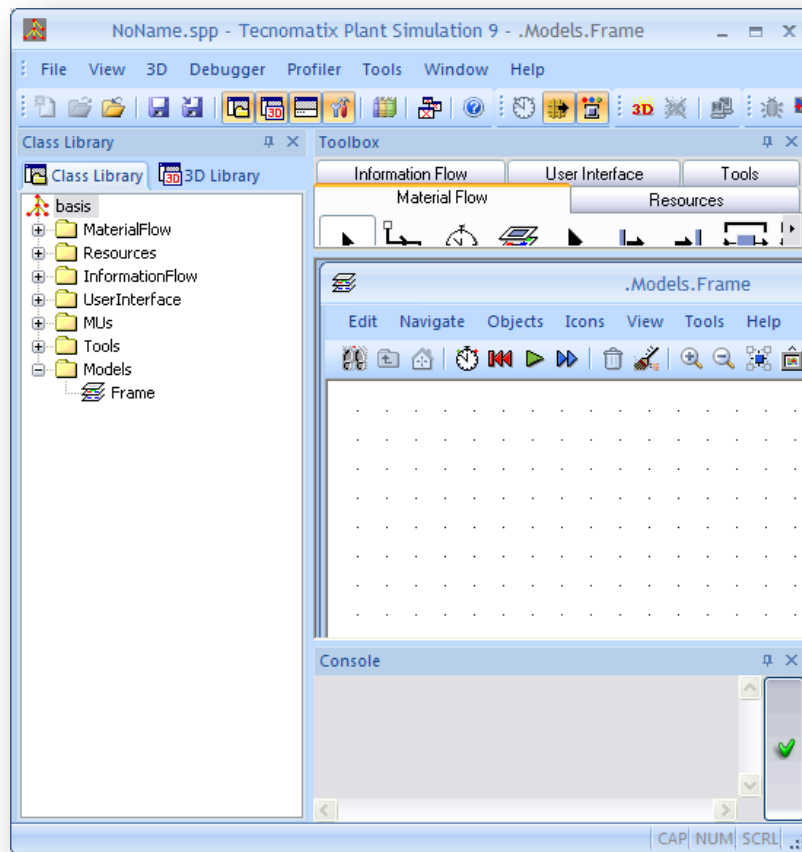 NoName.spp - Tecnomatix Plant Simulation 9 - .Models.Frame
File View 3D Debugger Profiler Tools Window Help
3D 3D
Class Library
Toolbox
Class Library 3D 3D Library
Information Flow User Interface Tools
Material Flow Resources
basis
MaterialFlow
Resources
InformationFlow
UserInterface
MUs
Tools
Models
Frame
.Models.Frame
Edit Navigate Objects Icons View Tools Help
Console
CAP NUM SCRL